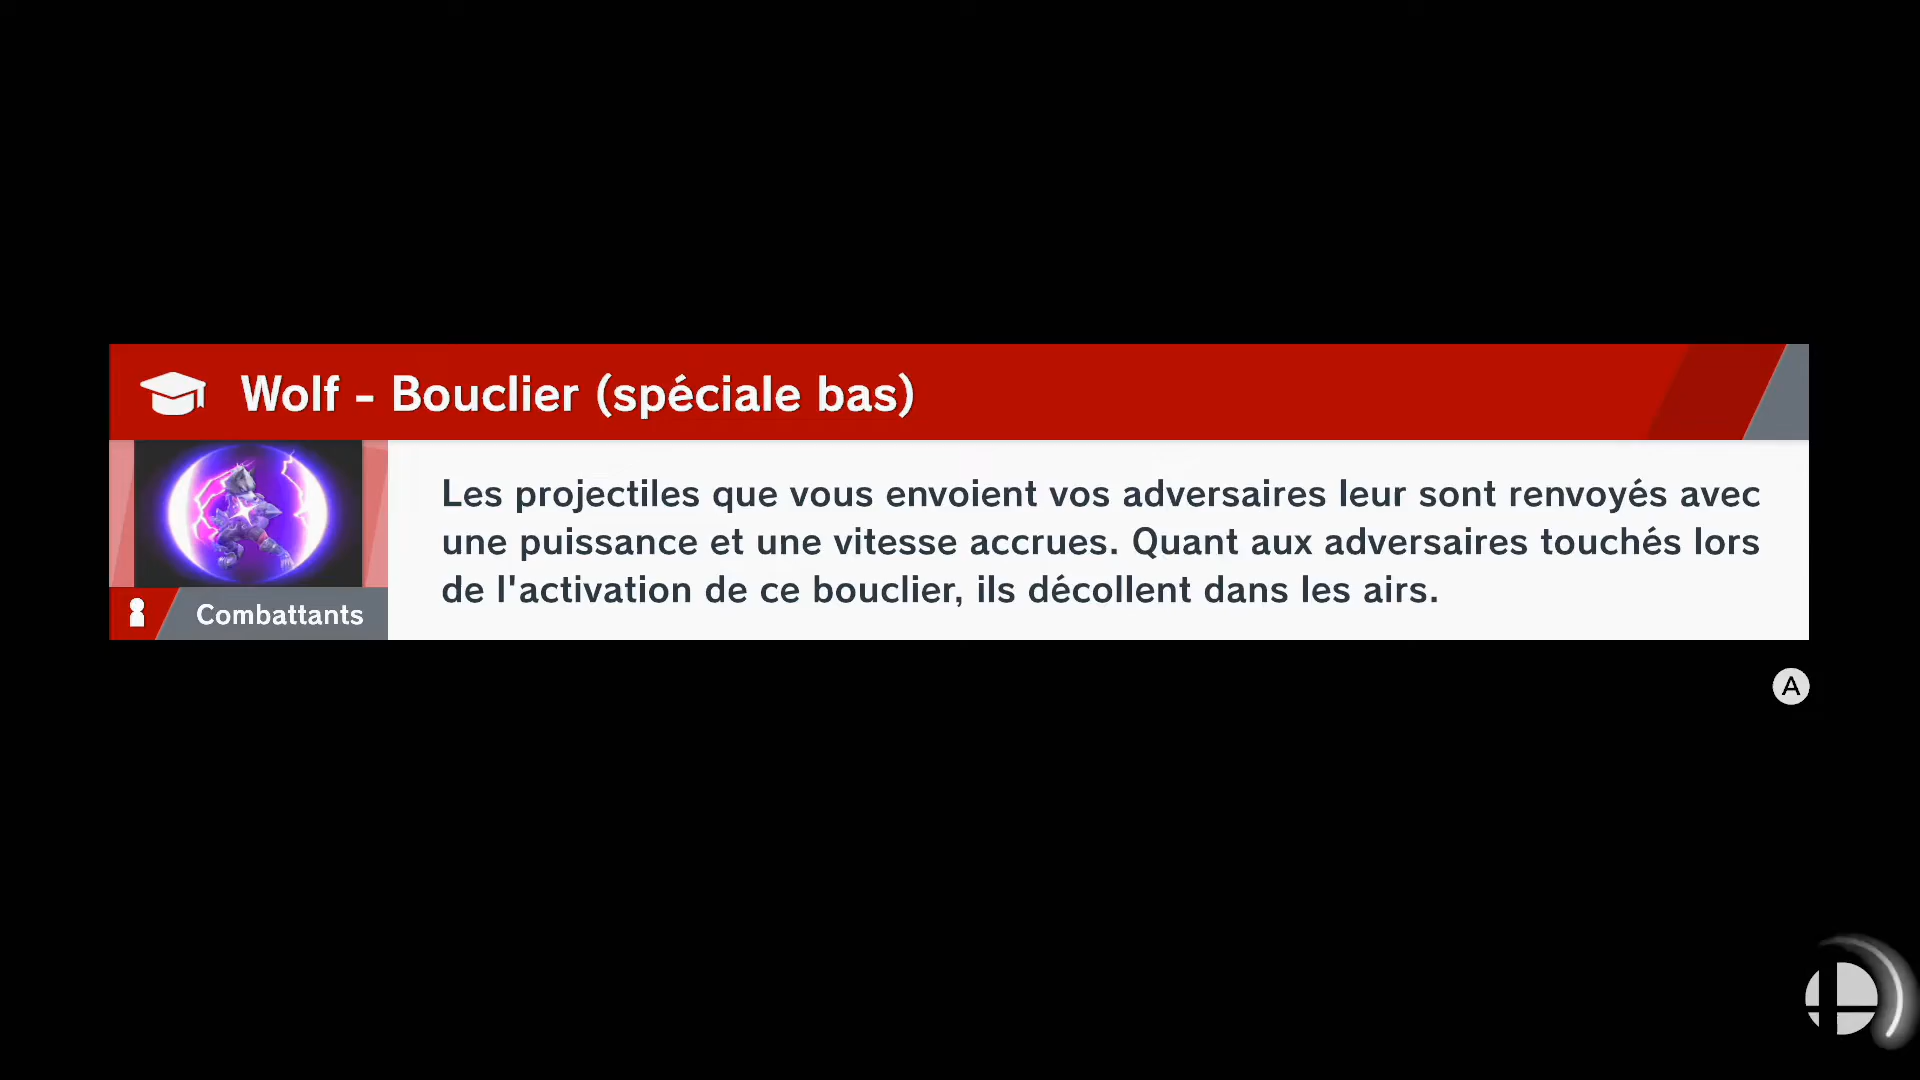 Wolf - Bouclier (spéciale bas)
Les projectiles que vous envoient vos adversaires leur sont renvoyés avec
une puissance et une vitesse accrues. Quant aux adversaires touchés lors
de l'activation de ce bouclier, ils décollent dans les airs.
Combattants
A